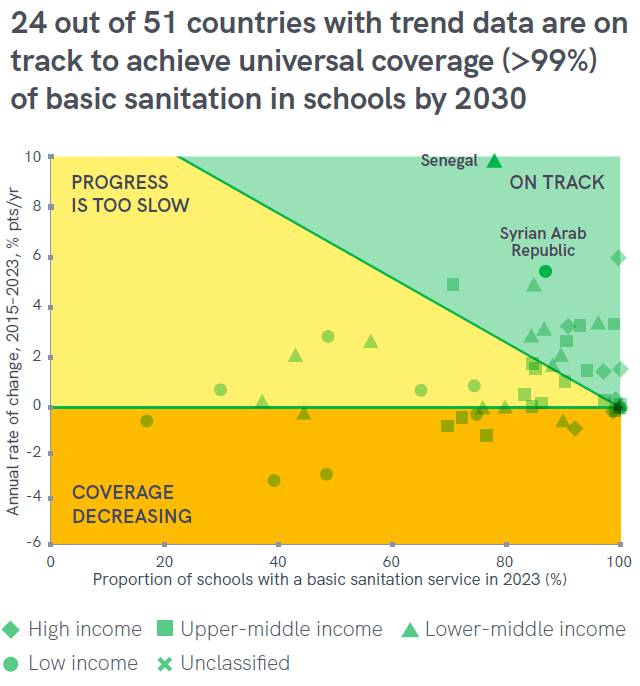 24 out of 51 countries with trend data are on
track to achieve universal coverage (>99%)
of basic sanitation in schools by 2030
Annual rate of change, 2015–2023, % pts/yr
10
8
6
4
2
0
-2
-4
-6
PROGRESS
IS TOO SLOW
Senegal
ON TRACK
Syrian Arab
Republic
COVERAGE
DECREASING
0
20
40
60
80
100
Proportion of schools with a basic sanitation service in 2023 (%)
High income
Upper-middle income
Lower-middle income
Low income
Unclassified